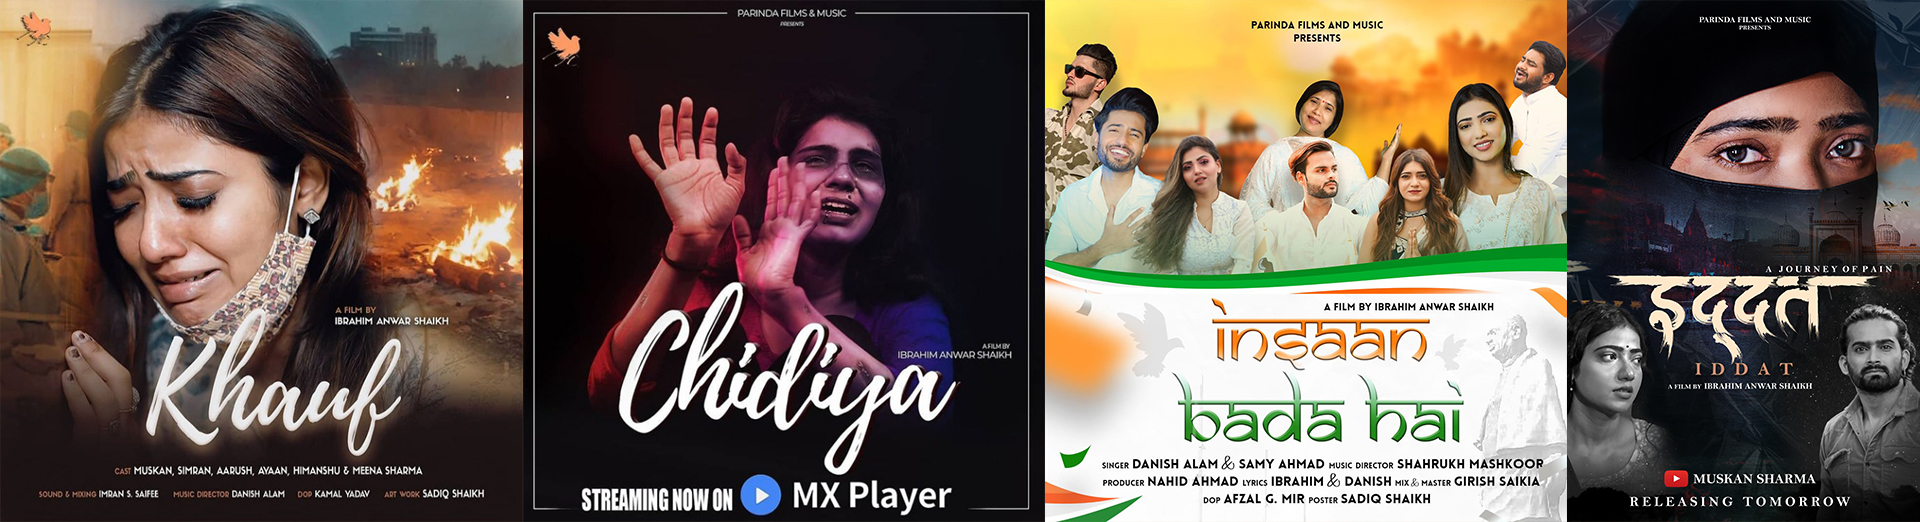 A FILM BY
IBRAHIM ANWAR SHAIKH
Khauf
CAST MUSKAN, SIMRAN, AARUSH, AYAAN, HIMANSHU & MEENA SHARMA
SOUND & MIXING IMRAN S. SAIFEE MUSIC DIRECTOR DANISH ALAM DOP KAMAL YADAV ART WORK SADIQ SHAIKH
PARINDA FILMS & MUSIC
PRESENTS
A FILM BY
IBRAHIM ANWAR SHAIKH
Chidiya
STREAMING NOW ON MX Player
PARINDA FILMS AND MUSIC
PRESENTS
A FILM BY IBRAHIM ANWAR SHAIKH
insaan
bada hai
SINGER DANISH ALAM & SAMY AHMAD MUSIC DIRECTOR SHAHRUKH MASHKOOR
PRODUCER NAHID AHMAD LYRICS IBRAHIM & DANISH MIX & MASTER GIRISH SAIKIA
DOP AFZAL G. MIR POSTER SADIQ SHAIKH
PARINDA FILMS AND MUSIC
PRESENTS
A JOURNEY OF PAIN
इद्दत
IDDAT
A FILM BY IBRAHIM ANWAR SHAIKH
MUSKAN SHARMA
RELEASING TOMORROW